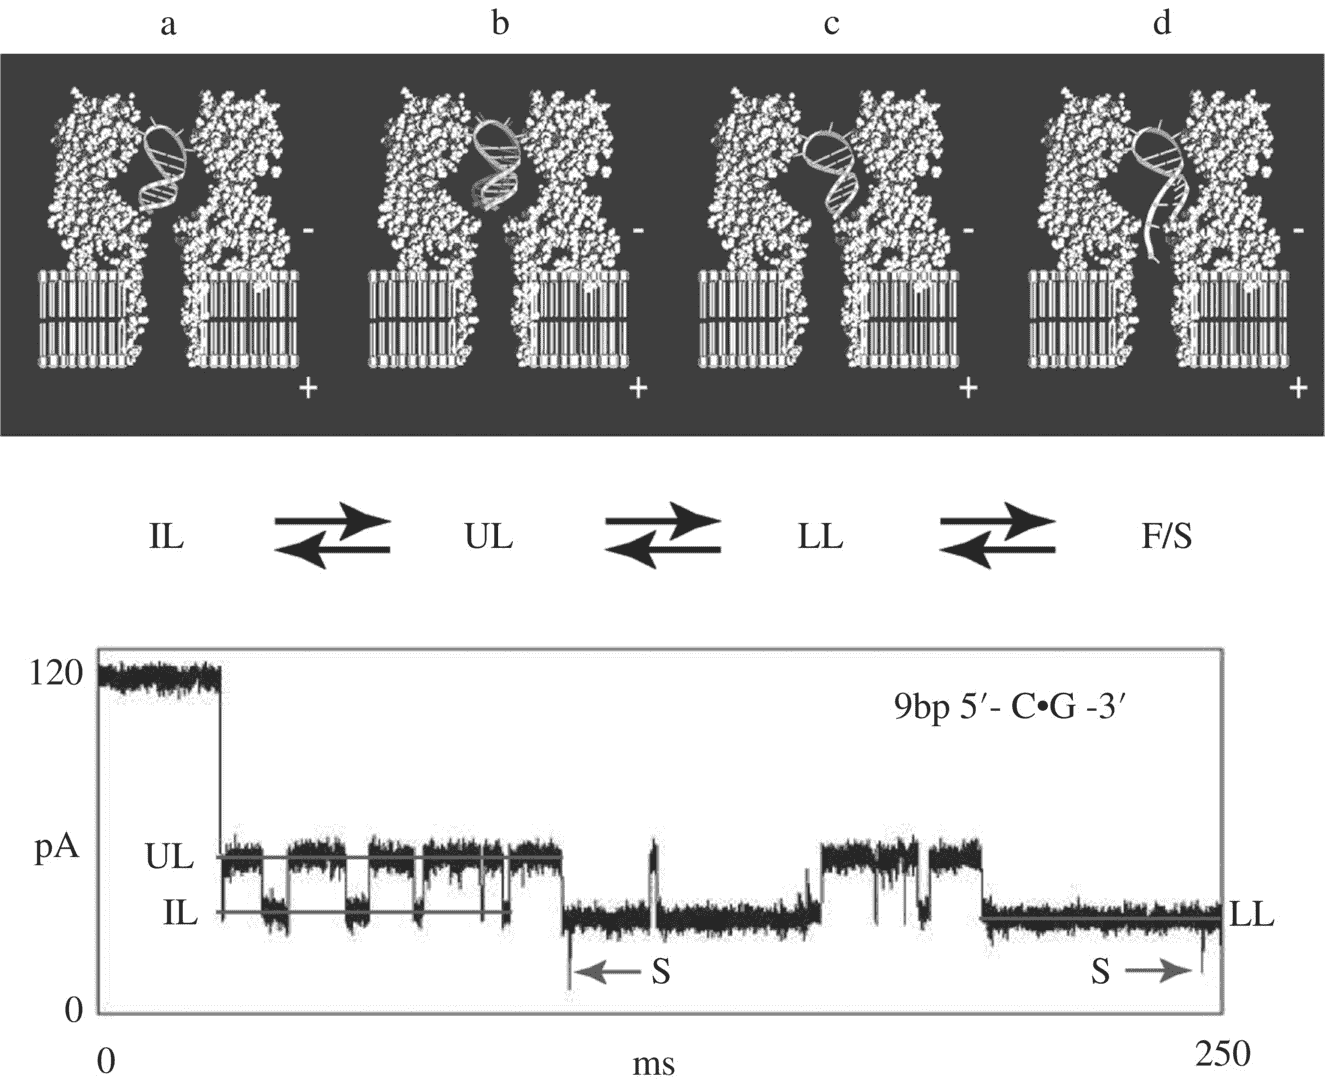 a b c d
- - - -
+ + + +
IL UL LL F/S
120
9bp 5′- C•G -3′
pA
UL
IL
LL
S S
0
0 ms 250